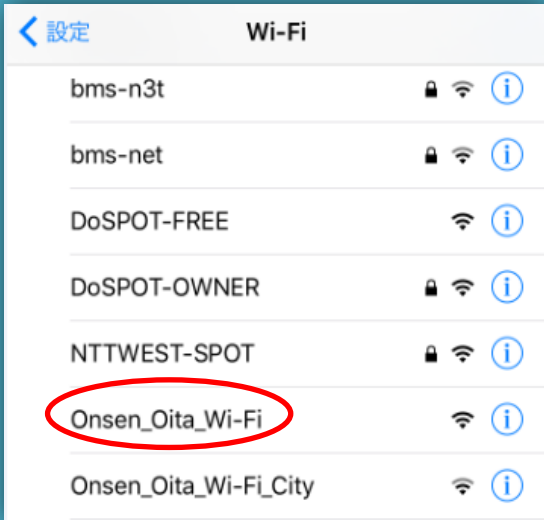 設定 Wi-Fi
bms-n3t
bms-net
DoSPOT-FREE
DoSPOT-OWNER
NTTWEST-SPOT
Onsen_Oita_Wi-Fi
Onsen_Oita_Wi-Fi_City